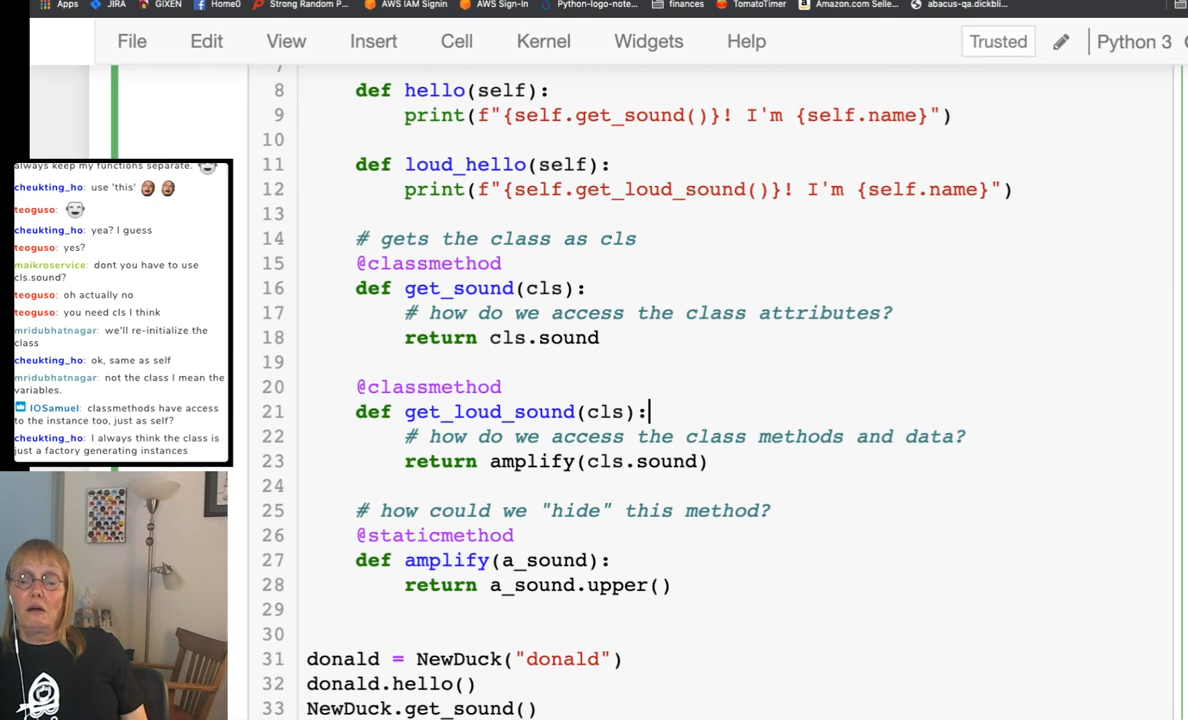 Apps JIRA GIXEN Home0 Strong Random P... AWS IAM Signin AWS Sign-In Python-logo-note... finances TomatoTimer Amazon.com Selle... abacus-qa.dickbli...
File Edit View Insert Cell Kernel Widgets Help Trusted Python 3
7
8 def hello(self):
9 print(f"{self.get_sound()}! I'm {self.name}")
10
11 def loud_hello(self):
12 print(f"{self.get_loud_sound()}! I'm {self.name}")
13
14 # gets the class as cls
15 @classmethod
16 def get_sound(cls):
17 # how do we access the class attributes?
18 return cls.sound
19
20 @classmethod
21 def get_loud_sound(cls):
22 # how do we access the class methods and data?
23 return amplify(cls.sound)
24
25 # how could we "hide" this method?
26 @staticmethod
27 def amplify(a_sound):
28 return a_sound.upper()
29
30
31 donald = NewDuck("donald")
32 donald.hello()
33 NewDuck.get_sound()
always keep my functions separate.
cheukting_ho: use 'this'
teoguso:
cheukting_ho: yea? I guess
teoguso: yes?
maikroservice: dont you have to use
cls.sound?
teoguso: oh actually no
teoguso: you need cls I think
mridubhatnagar: we'll re-initialize the
class
cheukting_ho: ok, same as self
mridubhatnagar: not the class I mean the
variables.
IOSamuel: classmethods have access
to the instance too, just as self?
cheukting_ho: I always think the class is
just a factory generating instances